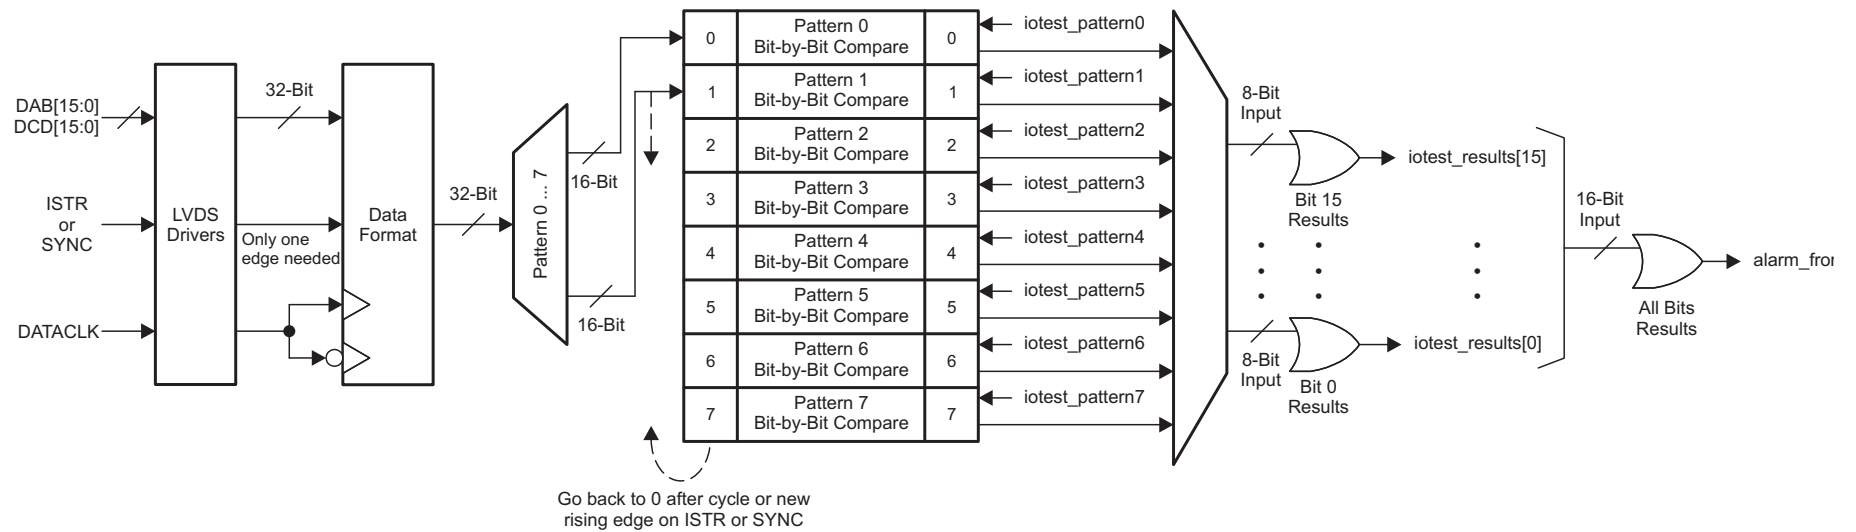 DAB[15:0]
DCD[15:0]
ISTR
or
SYNC
DATACLK
LVDS
Drivers
32-Bit
Only one
edge needed
Data
Format
32-Bit
Pattern 0 ... 7
16-Bit
16-Bit
0 Pattern 0 Bit-by-Bit Compare 0
1 Pattern 1 Bit-by-Bit Compare 1
2 Pattern 2 Bit-by-Bit Compare 2
3 Pattern 3 Bit-by-Bit Compare 3
4 Pattern 4 Bit-by-Bit Compare 4
5 Pattern 5 Bit-by-Bit Compare 5
6 Pattern 6 Bit-by-Bit Compare 6
7 Pattern 7 Bit-by-Bit Compare 7
Go back to 0 after cycle or new
rising edge on ISTR or SYNC
iotest_pattern0
iotest_pattern1
iotest_pattern2
iotest_pattern3
iotest_pattern4
iotest_pattern5
iotest_pattern6
iotest_pattern7
8-Bit
Input
Bit 15
Results
iotest_results[15]
8-Bit
Input
Bit 0
Results
iotest_results[0]
16-Bit
Input
All Bits
Results